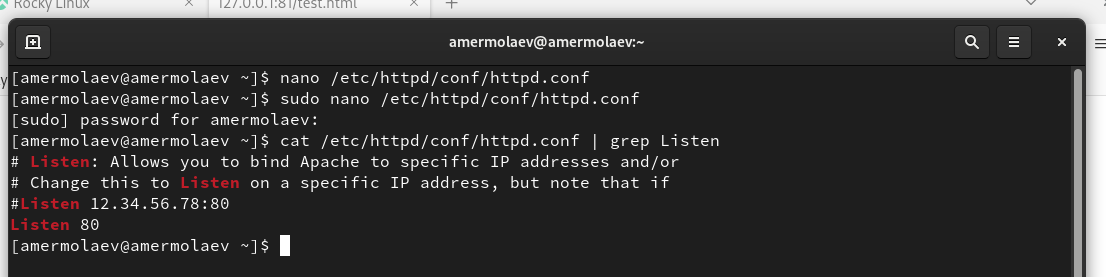 Rocky Linux
127.0.0.1:81/test.html
amermolaev@amermolaev:~
[amermolaev@amermolaev ~]$ nano /etc/httpd/conf/httpd.conf
[amermolaev@amermolaev ~]$ sudo nano /etc/httpd/conf/httpd.conf
[sudo] password for amermolaev:
[amermolaev@amermolaev ~]$ cat /etc/httpd/conf/httpd.conf | grep Listen
# Listen: Allows you to bind Apache to specific IP addresses and/or
# Change this to Listen on a specific IP address, but note that if
#Listen 12.34.56.78:80
Listen 80
[amermolaev@amermolaev ~]$